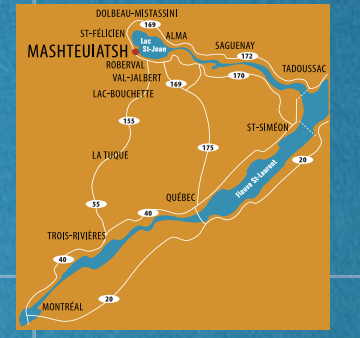 DOLBEAU-MISTASSINI
169
ST-FÉLICIEN
ALMA
Lac
St-Jean
SAGUENAY
MASHTEUIATSH
172
ROBERVAL
TADOUSSAC
VAL-JALBERT
169
170
LAC-BOUCHETTE
155
ST-SIMÉON
175
LA TUQUE
20
Fleuve St-Laurent
QUÉBEC
55
40
TROIS-RIVIÈRES
40
20
MONTRÉAL